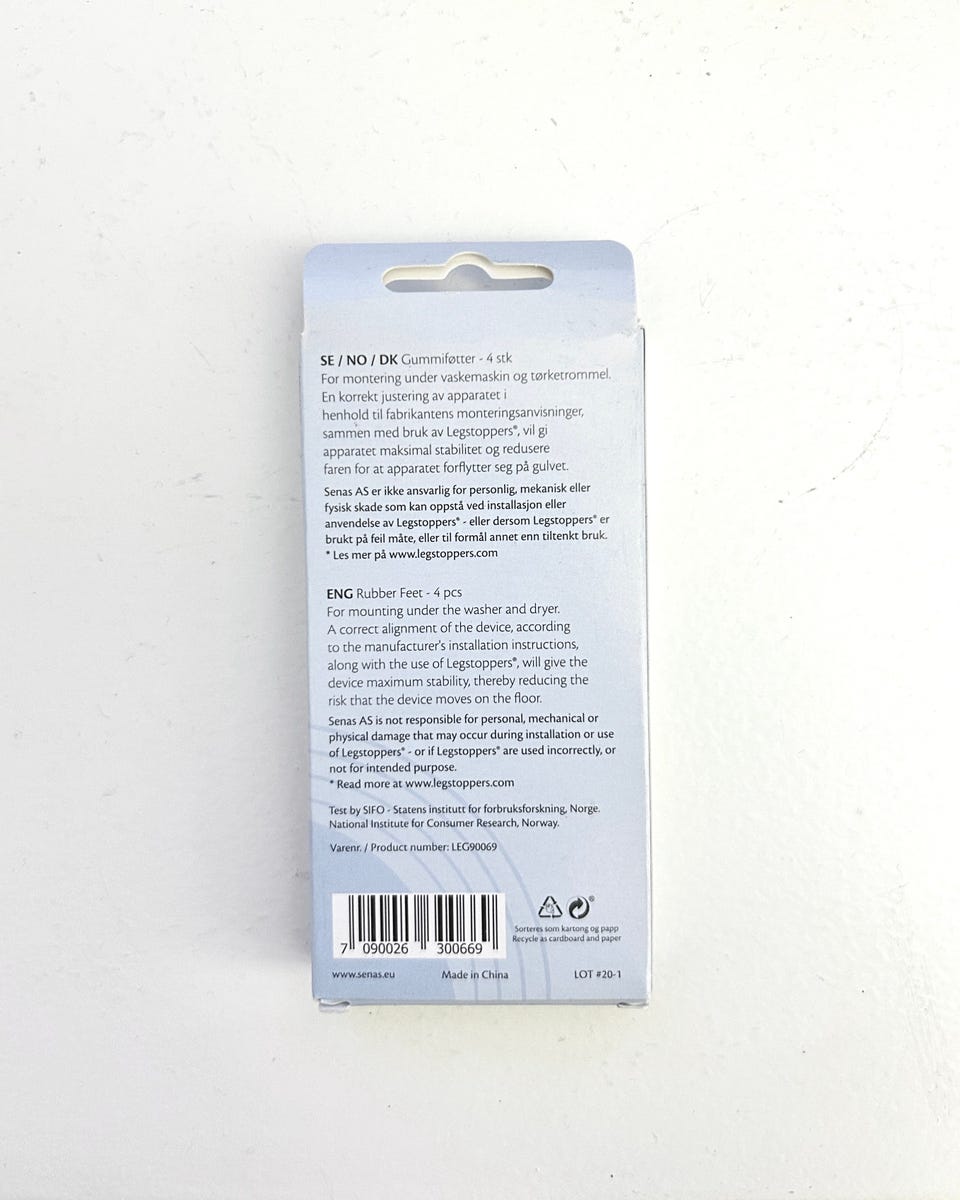 SE / NO / DK Gummiføtter - 4 stk
For montering under vaskemaskin og tørketrommel.
En korrekt justering av apparatet i
henhold til fabrikantens monteringsanvisninger,
sammen med bruk av Legstoppers®, vil gi
apparatet maksimal stabilitet og redusere
faren for at apparatet forflytter seg på gulvet.
Senas AS er ikke ansvarlig for personlig, mekanisk eller
fysisk skade som kan oppstå ved installasjon eller
anvendelse av Legstoppers® - eller dersom Legstoppers® er
brukt på feil måte, eller til formål annet enn tiltenkt bruk.
* Les mer på www.legstoppers.com
ENG Rubber Feet - 4 pcs
For mounting under the washer and dryer.
A correct alignment of the device, according
to the manufacturer's installation instructions,
along with the use of Legstoppers®, will give the
device maximum stability, thereby reducing the
risk that the device moves on the floor.
Senas AS is not responsible for personal, mechanical or
physical damage that may occur during installation or use
of Legstoppers® - or if Legstoppers® are used incorrectly, or
not for intended purpose.
* Read more at www.legstoppers.com
Test by SIFO - Statens institutt for forbruksforskning, Norge.
National Institute for Consumer Research, Norway.
Varenr. / Product number: LEG90069
7 090026 300669
Sorteres som kartong og papp
Recycle as cardboard and paper
www.senas.eu Made in China LOT #20-1